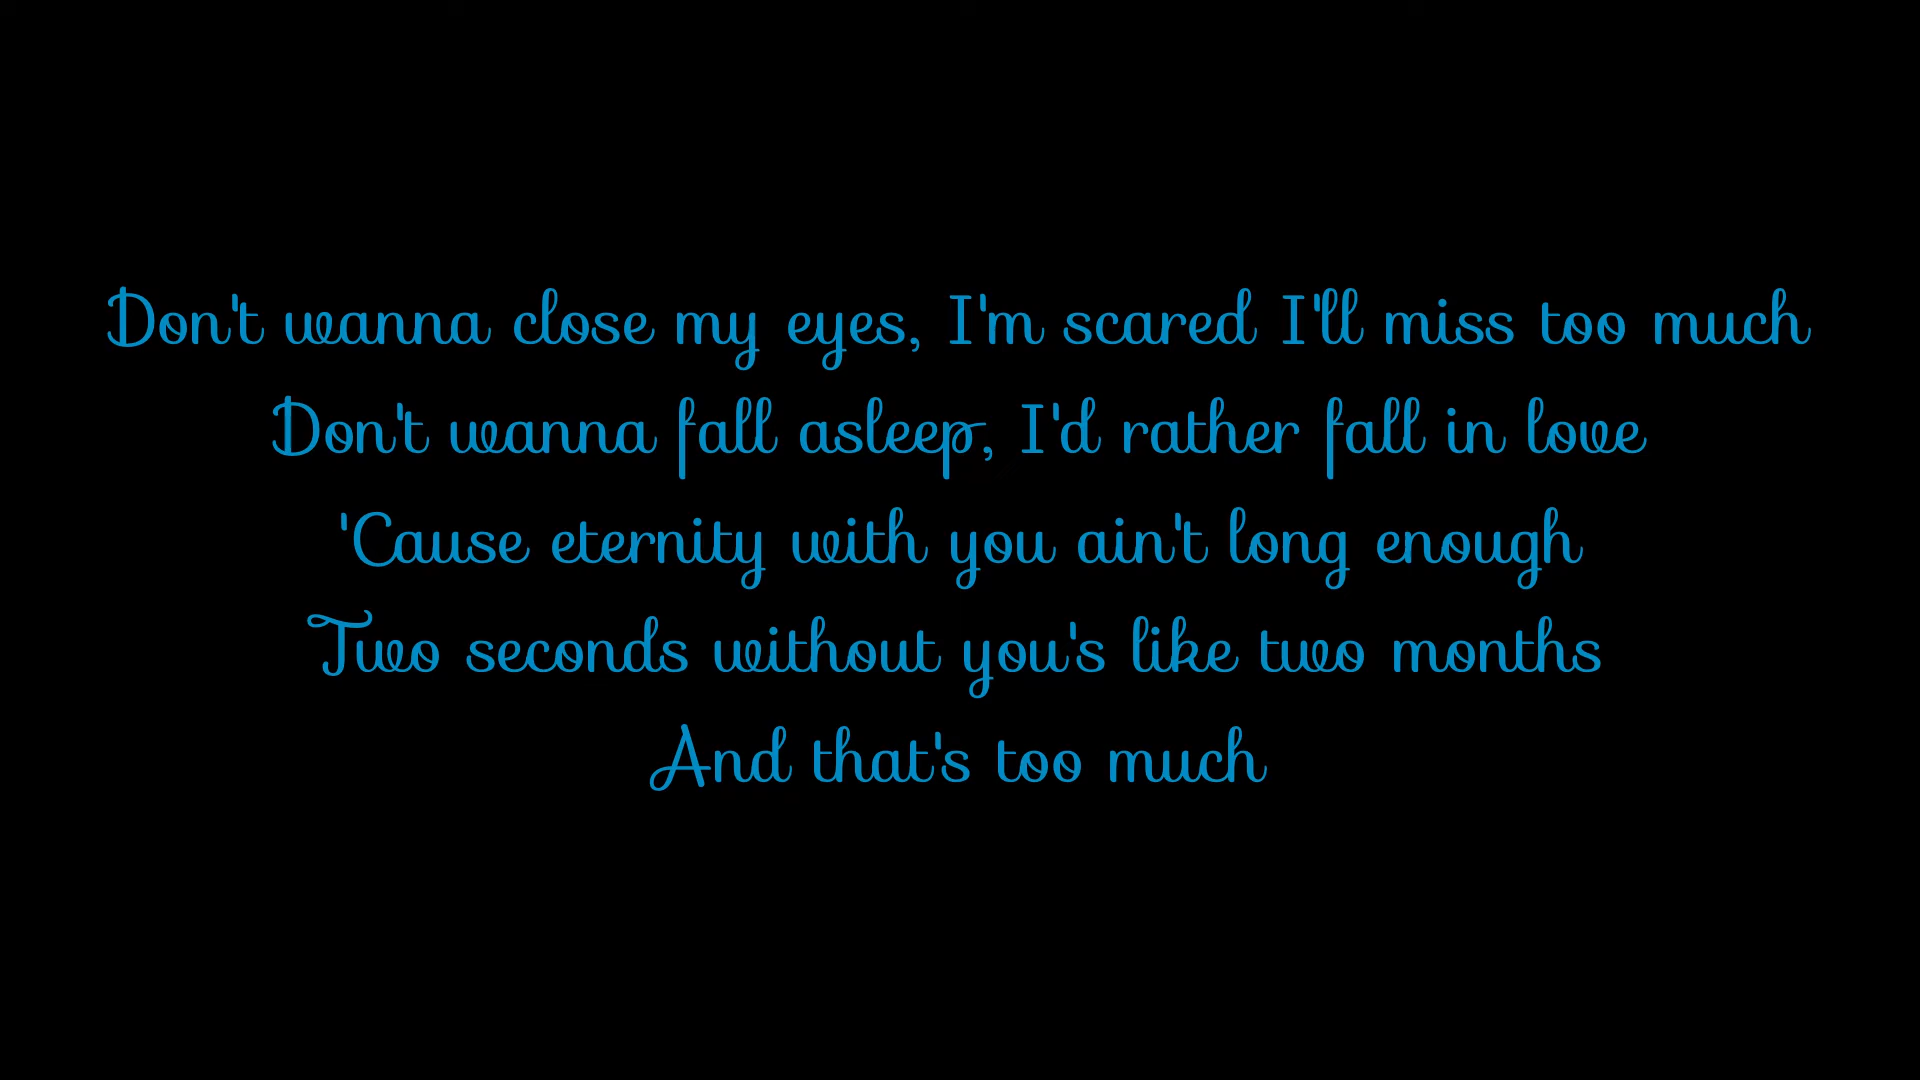 Don't wanna close my eyes, I'm scared I'll miss too much
Don't wanna fall asleep, I'd rather fall in love
'Cause eternity with you ain't long enough
Two seconds without you's like two months
And that's too much